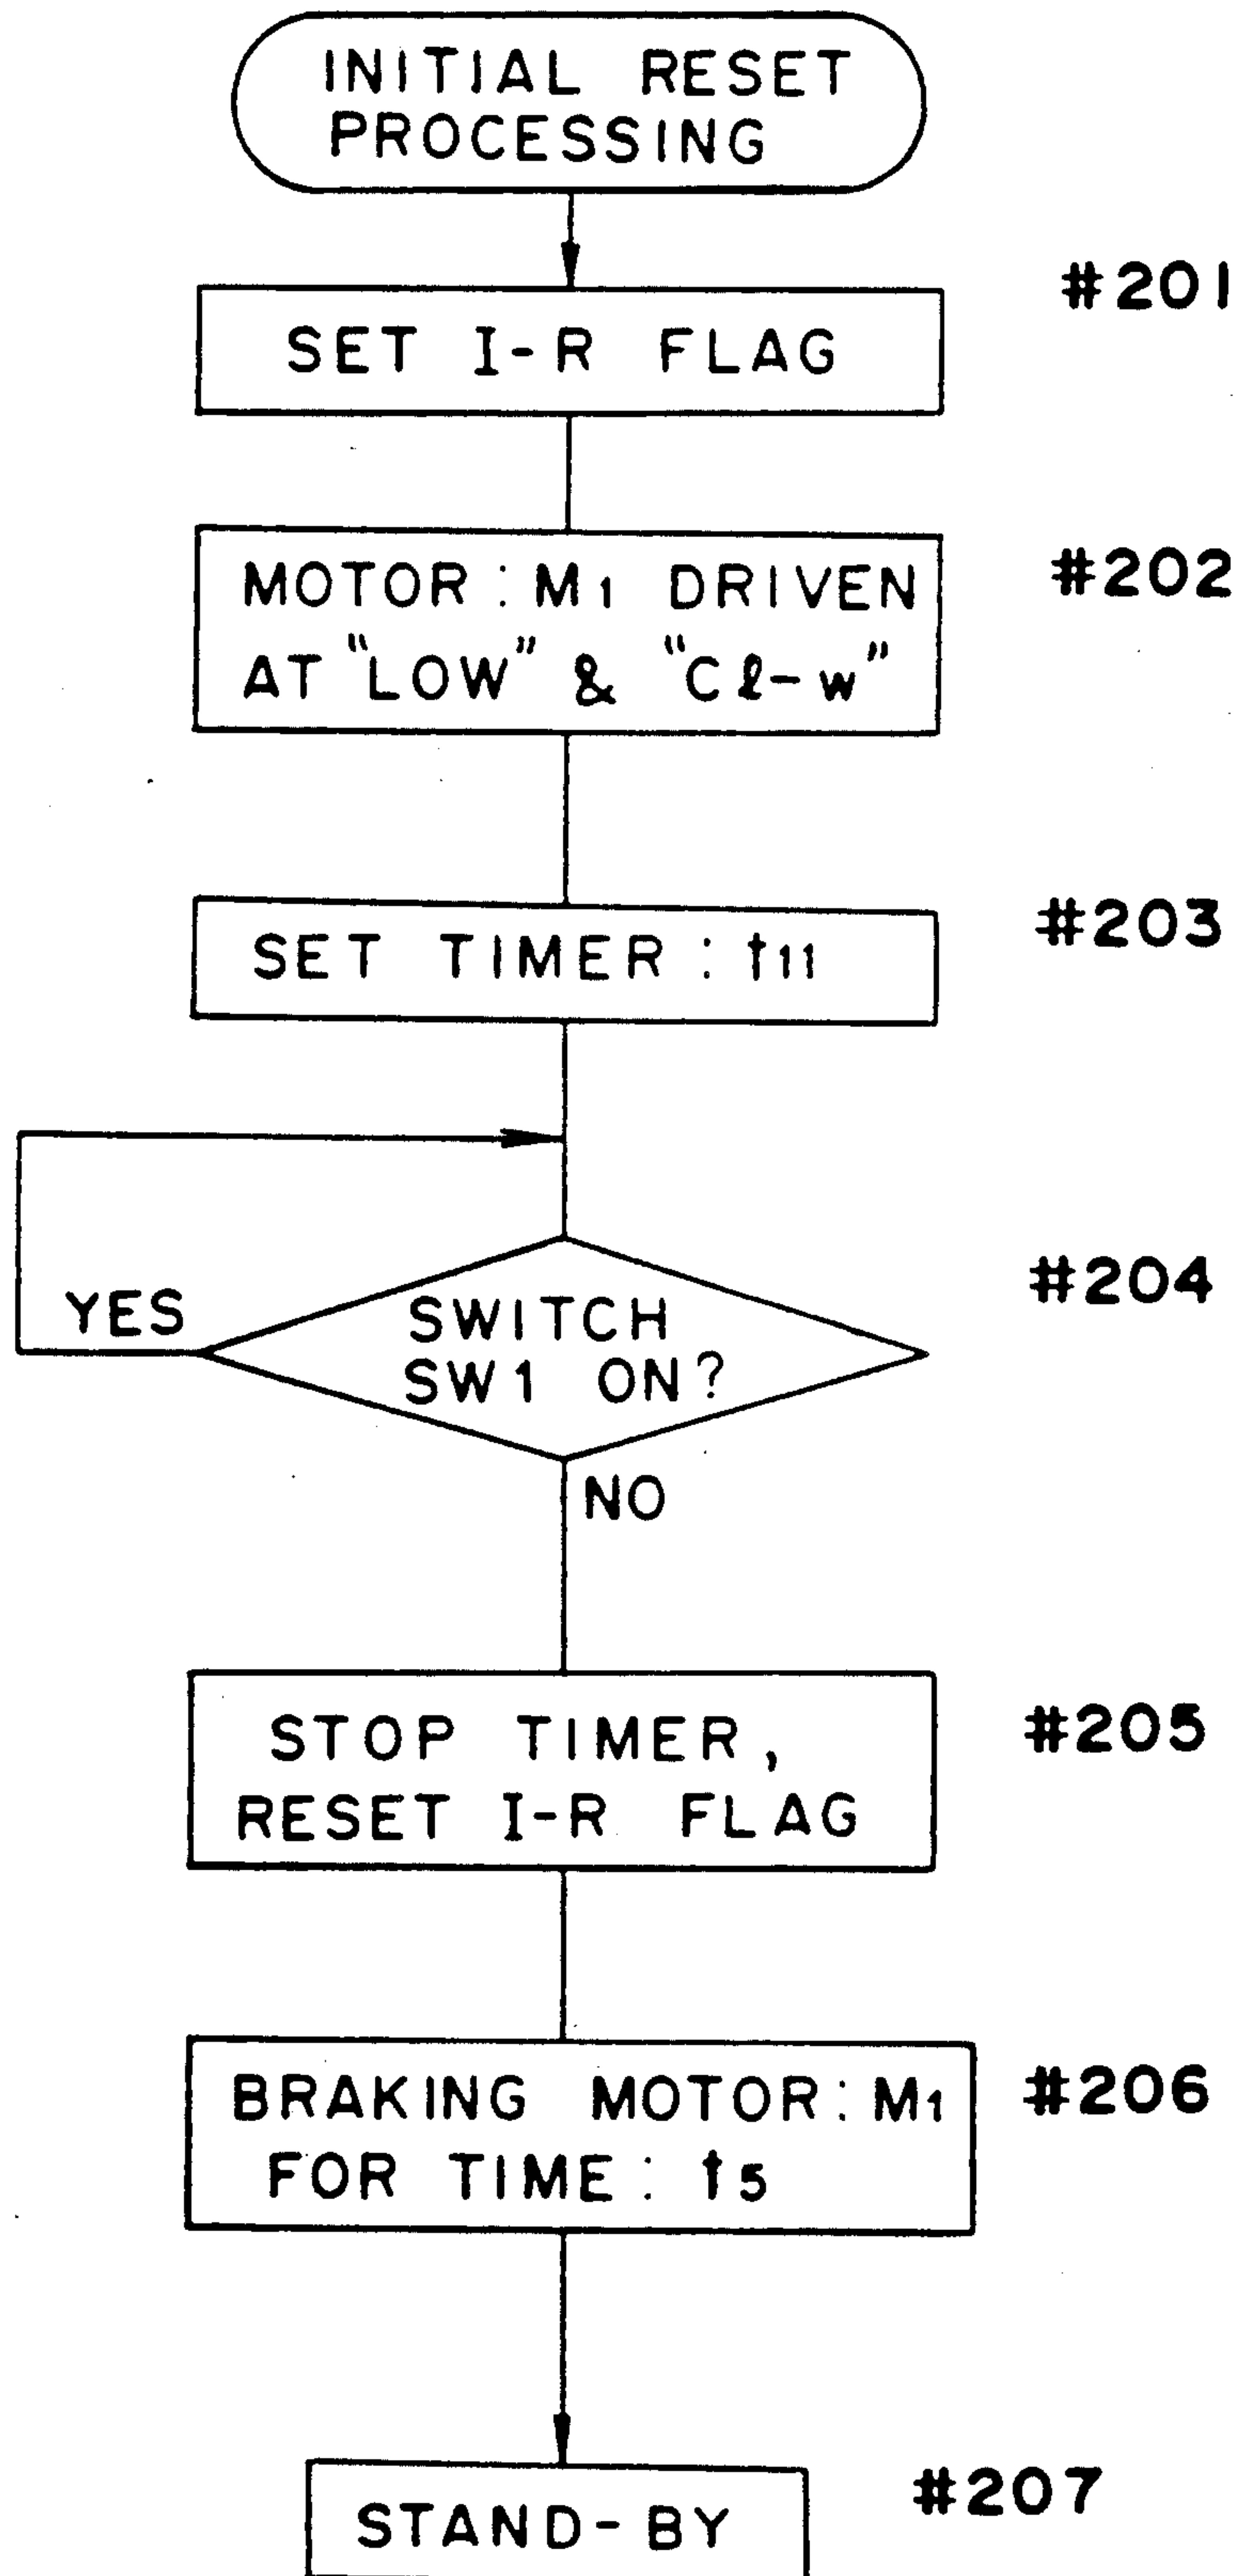 INITIAL RESET
PROCESSING
#201
SET I-R FLAG
#202
MOTOR : M1 DRIVEN
AT "LOW" & "Cℓ-w"
#203
SET TIMER : t11
#204
YES
SWITCH
SW1 ON?
NO
#205
STOP TIMER,
RESET I-R FLAG
#206
BRAKING MOTOR : M1
FOR TIME : t5
#207
STAND-BY